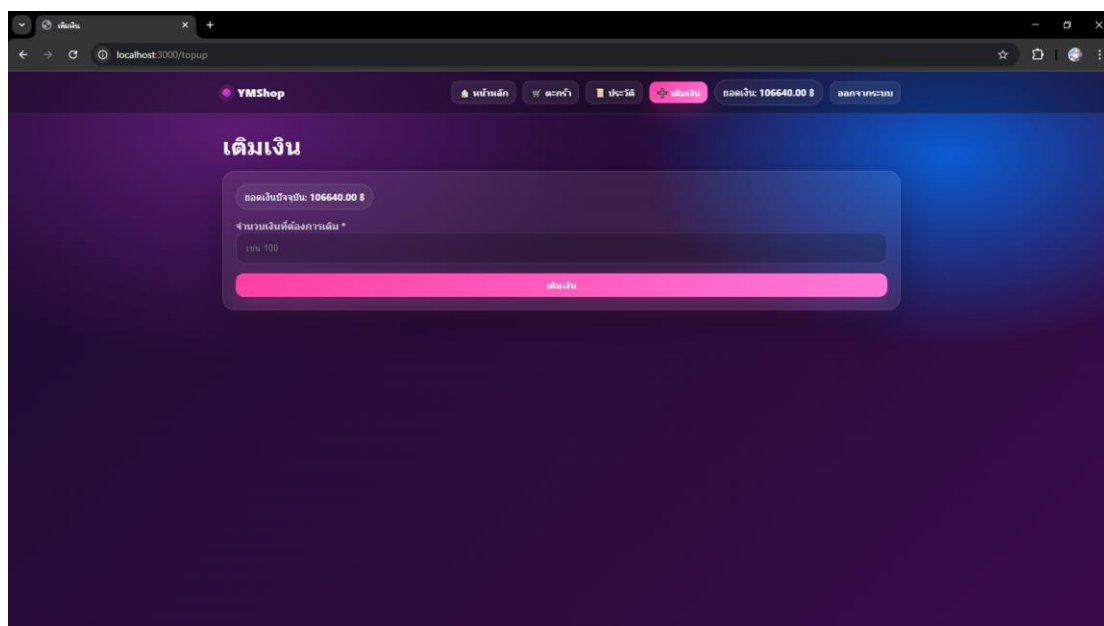 เติมเงิน
localhost:3000/topup
YMShop
หน้าหลัก
ตะกร้า
ประวัติ
เติมเงิน
ยอดเงิน: 106640.00 ฿
ออกจากระบบ
เติมเงิน
ยอดเงินปัจจุบัน: 106640.00 ฿
จำนวนเงินที่ต้องการเติม *
เช่น 100
เติมเงิน